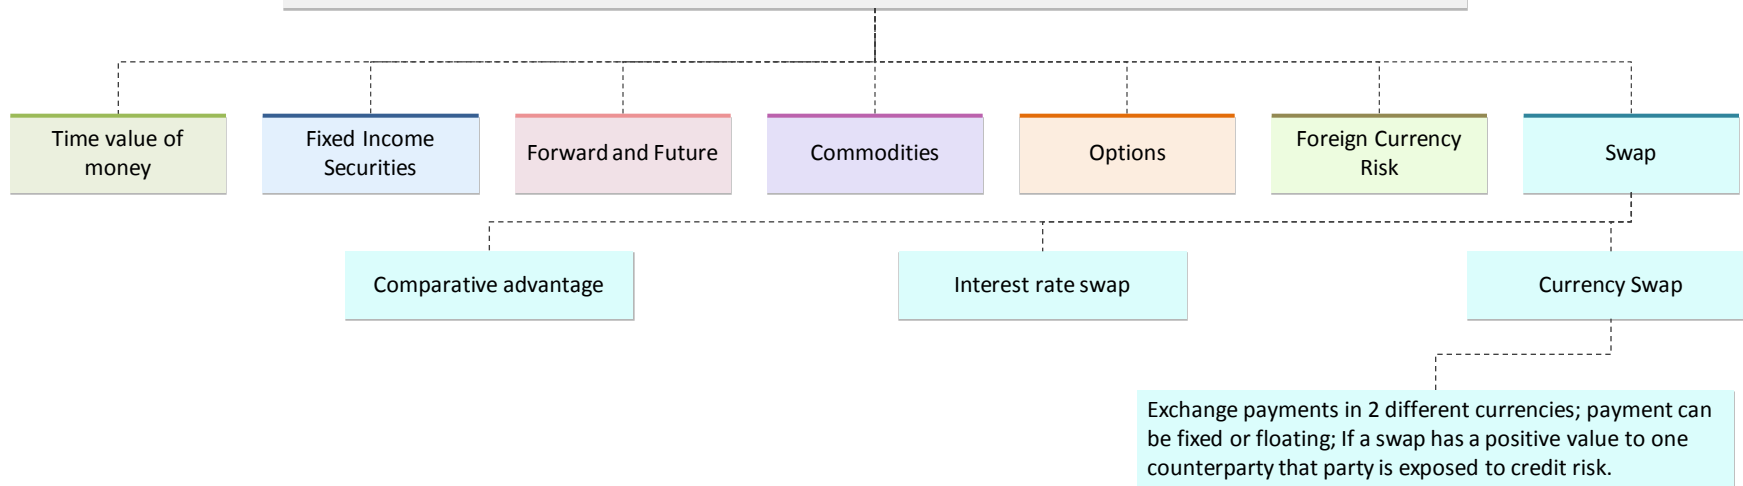 Time value of
money
Fixed Income
Securities
Forward and Future
Commodities
Options
Foreign Currency
Risk
Swap
Comparative advantage
Interest rate swap
Currency Swap
Exchange payments in 2 different currencies; payment can
be fixed or floating; If a swap has a positive value to one
counterparty that party is exposed to credit risk.